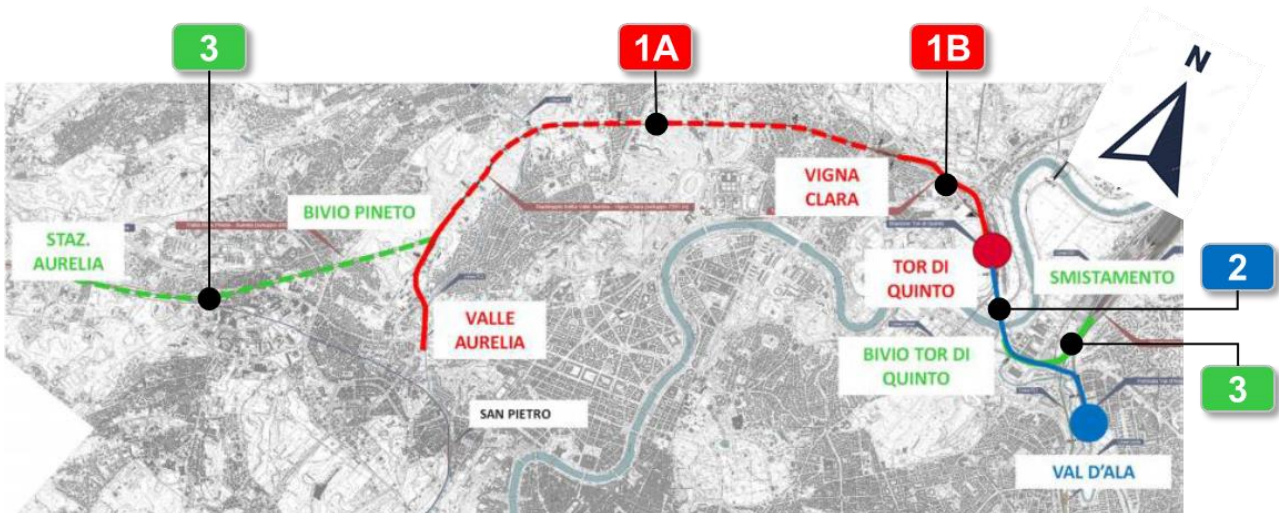 3
1A
1B
N
VIGNA
CLARA
BIVIO PINETO
STAZ.
AURELIA
TOR DI
QUINTO
SMISTAMENTO
2
VALLE
AURELIA
BIVIO TOR DI
QUINTO
3
SAN PIETRO
VAL D'ALA